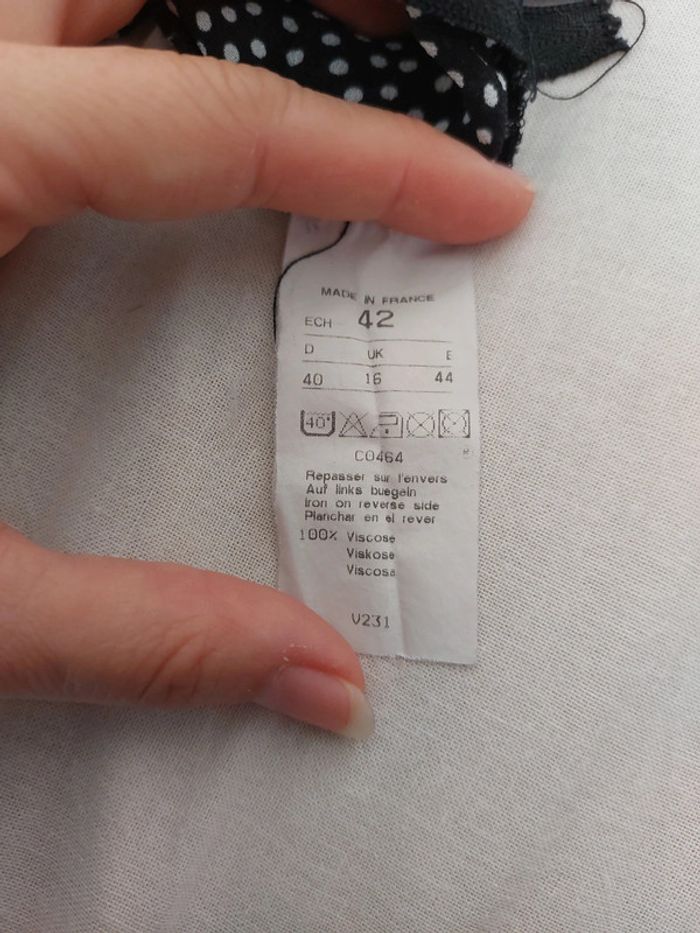 MADE IN FRANCE
ECH 42
D UK E
40 16 44
40°
C0464
Repasser sur l'envers
Auf links buegeln
Iron on reverse side
Planchar en el rever
100% Viscose
Viskose
Viscosa
V231